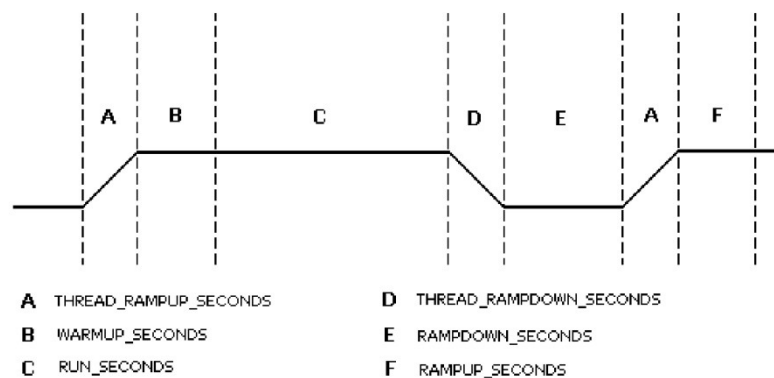 A B C D E A F
A THREAD_RAMPUP_SECONDS
B WARMUP_SECONDS
C RUN_SECONDS
D THREAD_RAMPDOWN_SECONDS
E RAMPDOWN_SECONDS
F RAMPUP_SECONDS